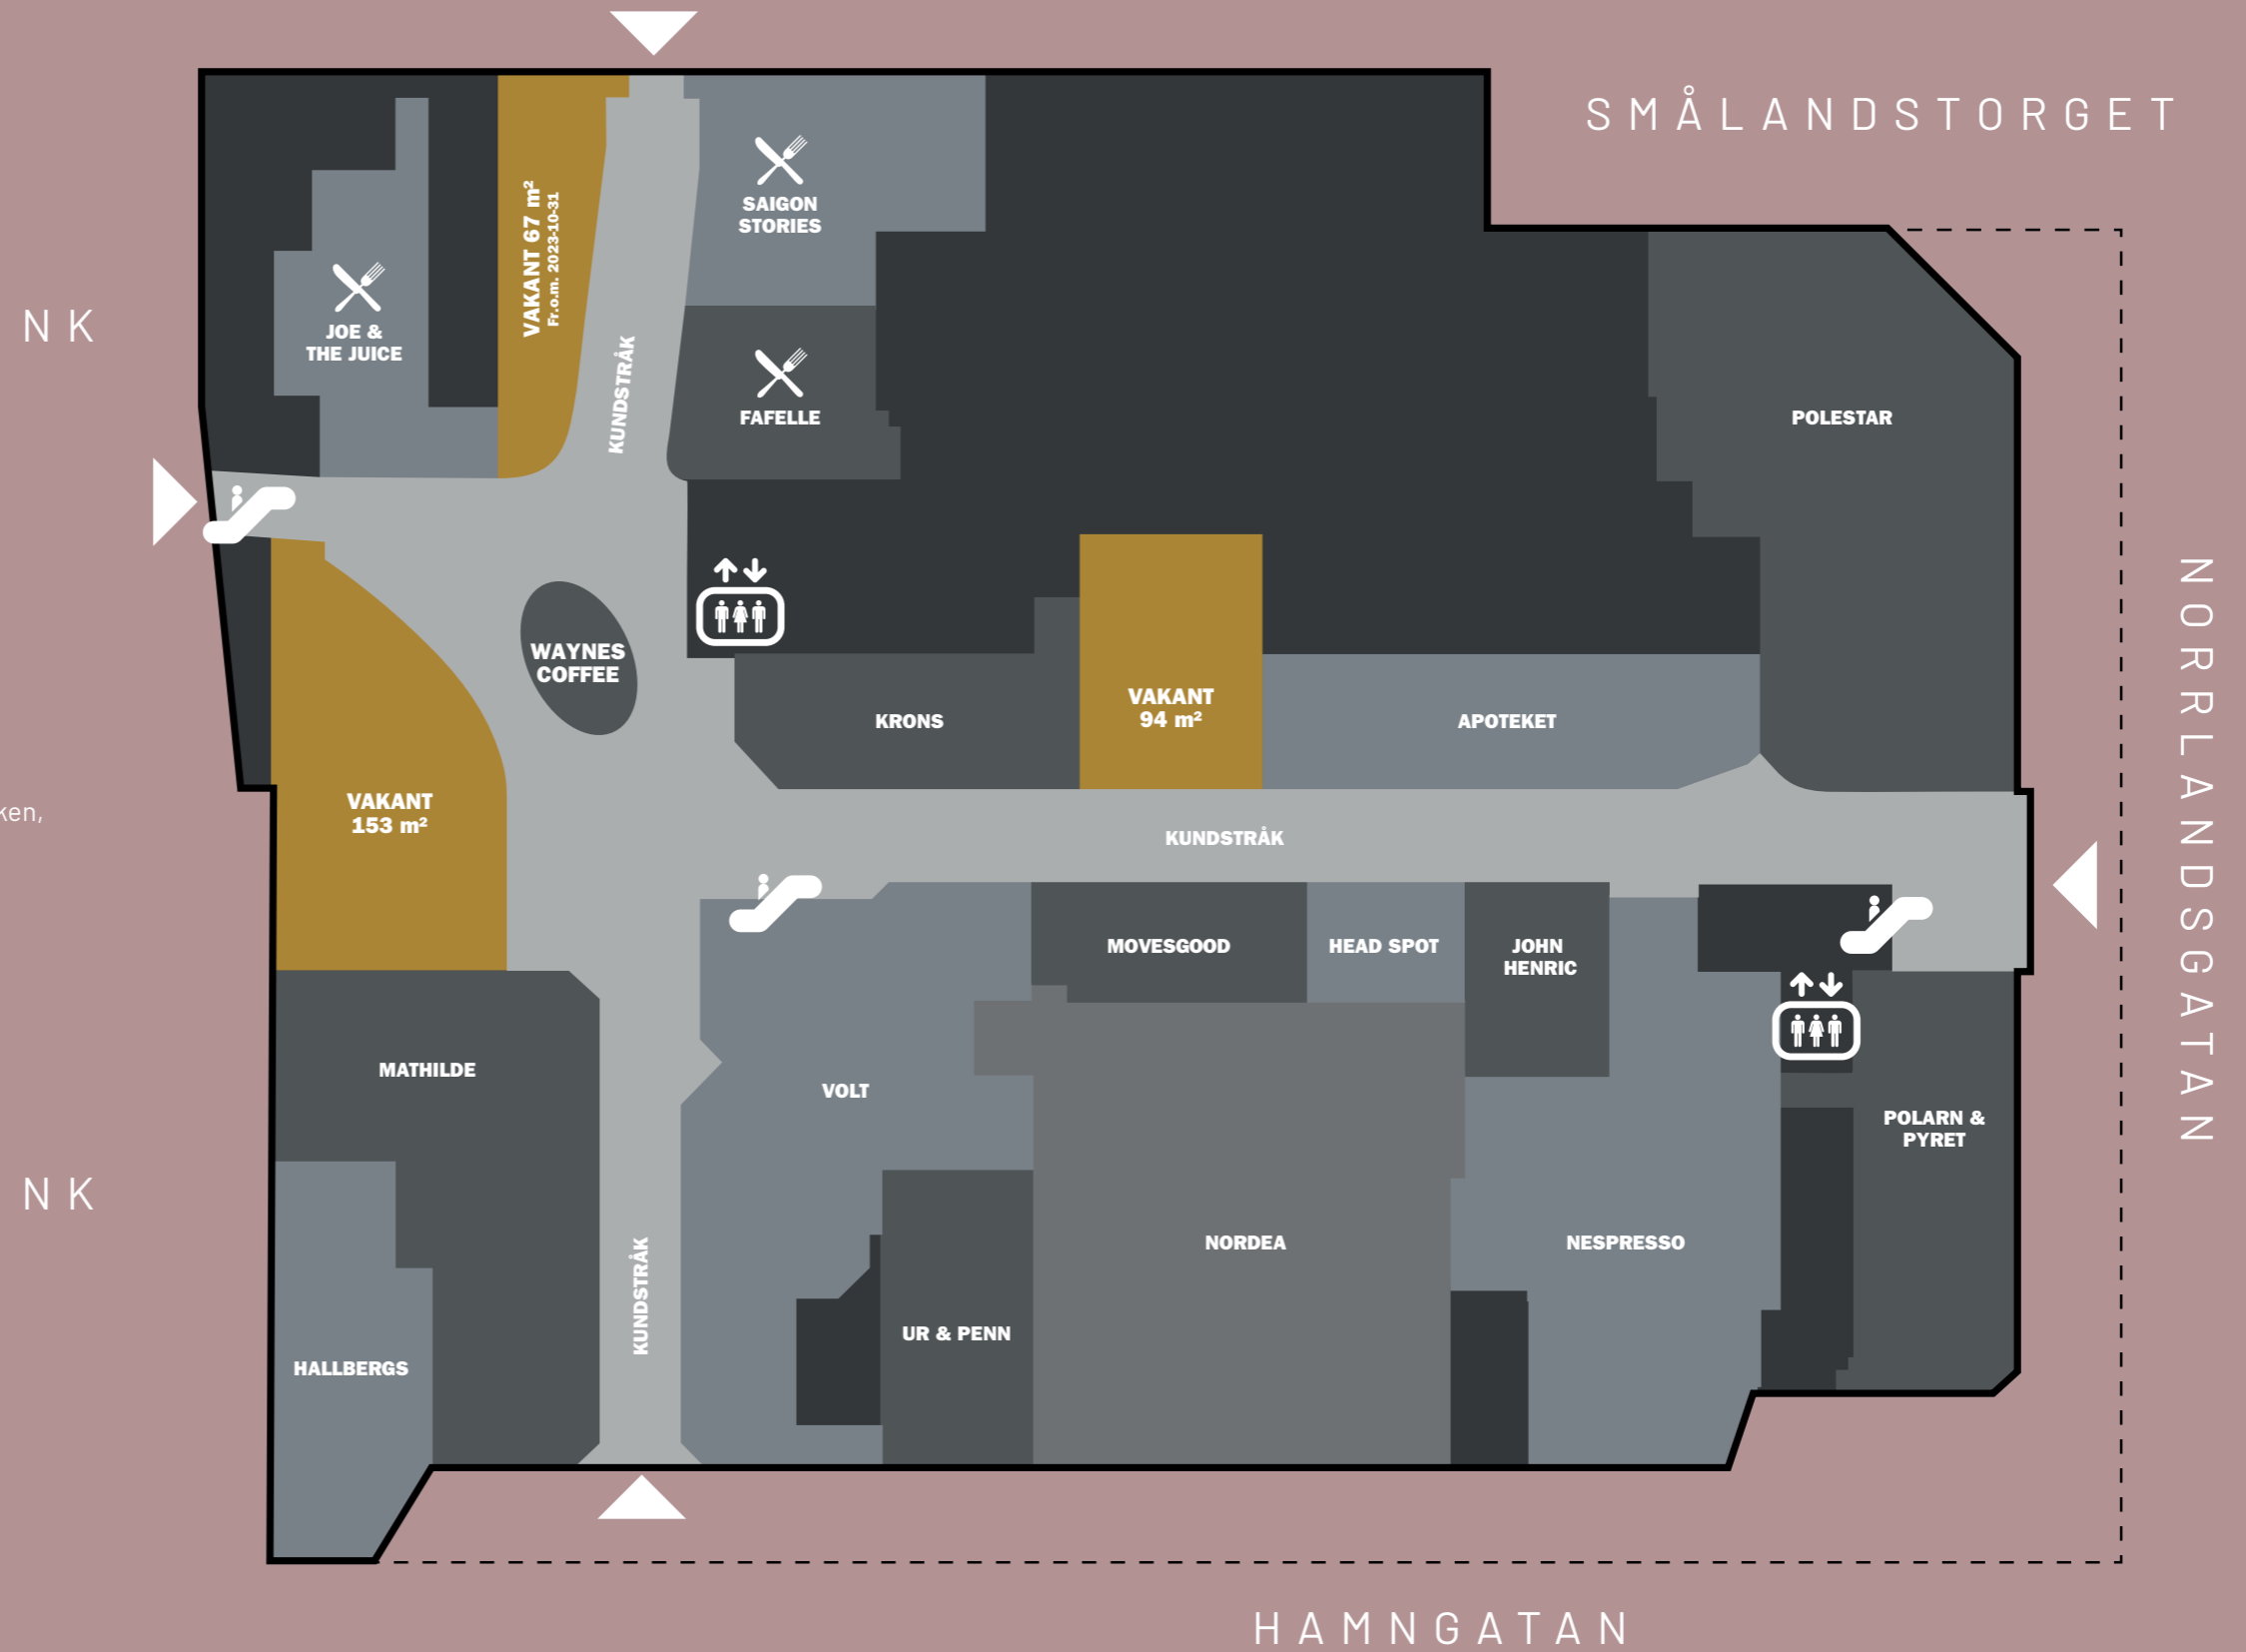 SMÅLANDSTORGET
SAIGON
STORIES
VAKANT 67 m²
Fr.o.m. 2023-10-31
NK
JOE &
THE JUICE
KUNDSTRÅK
FAFELLE
POLESTAR
NORRLANDSGATAN
WAYNES
COFFEE
KRONS
VAKANT
94 m²
APOTEKET
VAKANT
153 m²
ken,
KUNDSTRÅK
MOVESGOOD
HEAD SPOT
JOHN
HENRIC
MATHILDE
VOLT
POLARN &
PYRET
NK
NORDEA
NESPRESSO
KUNDSTRÅK
UR & PENN
HALLBERGS
HAMNGATAN